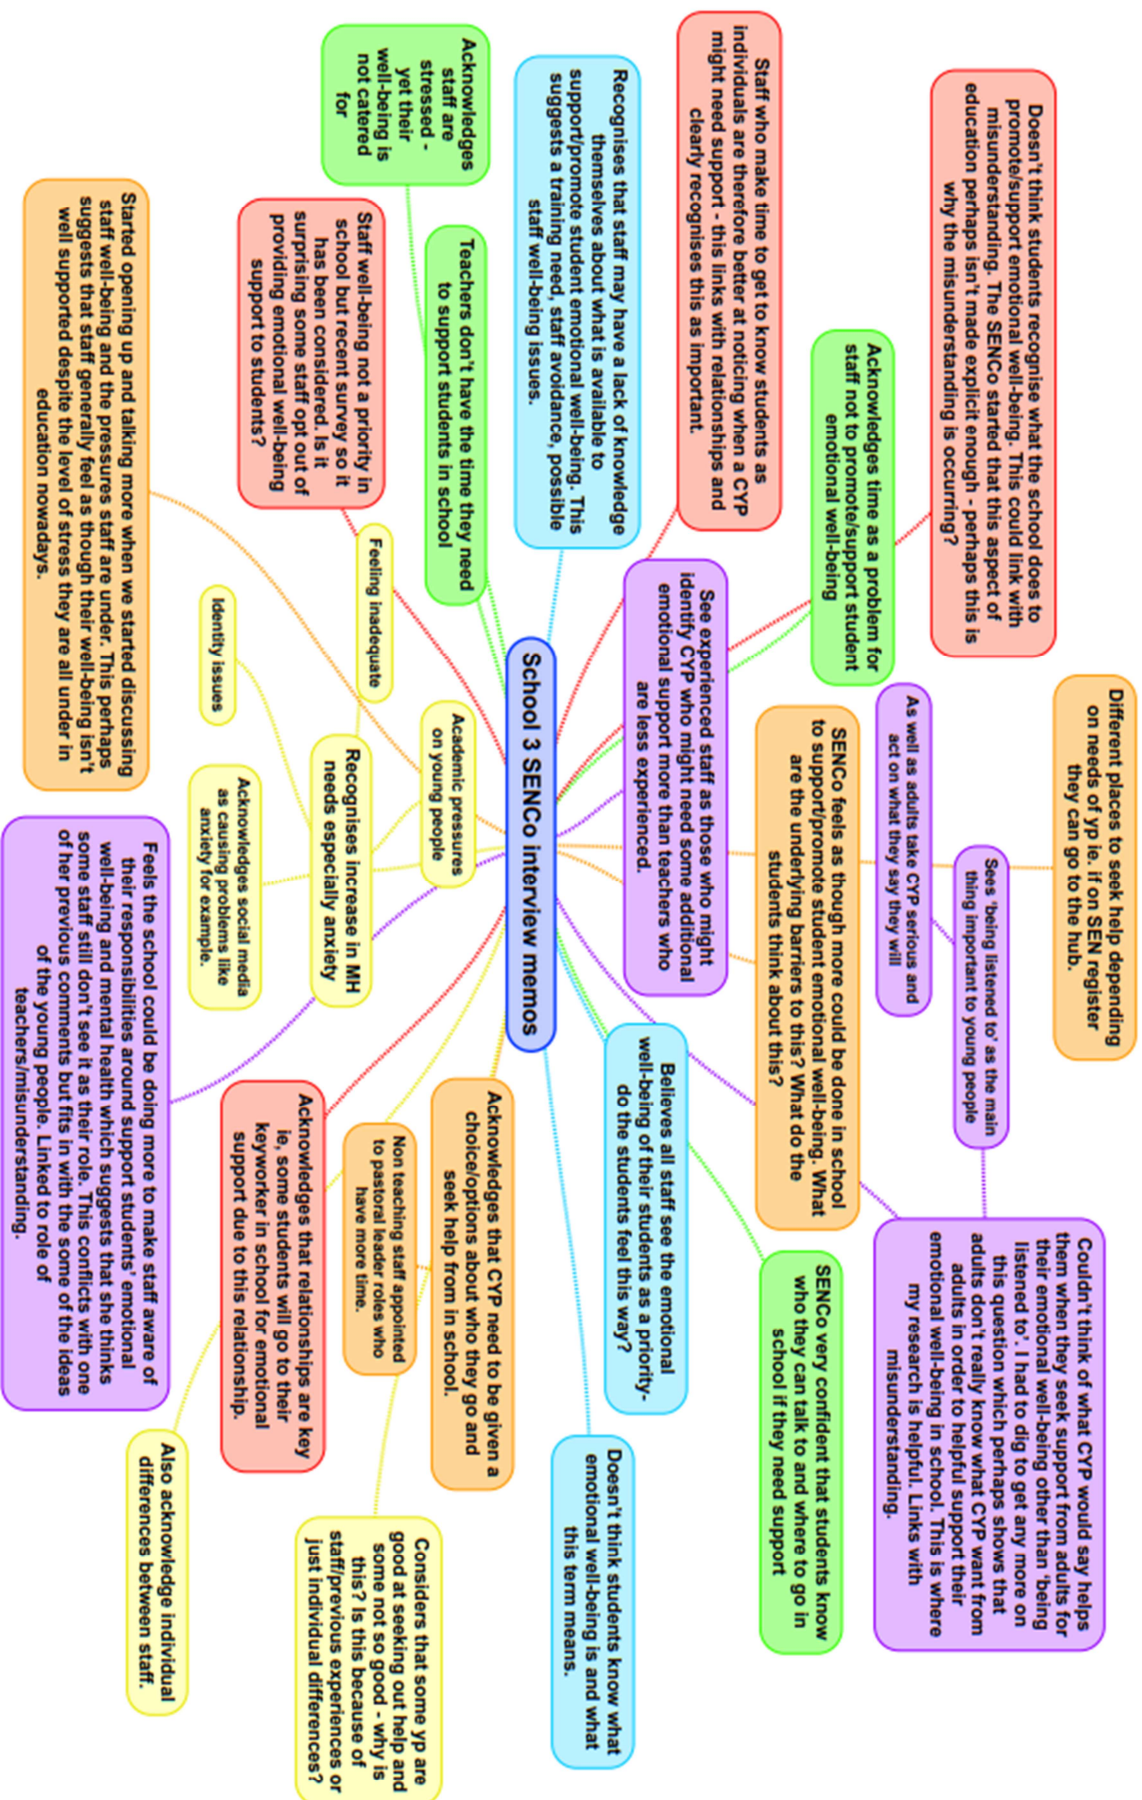 Different places to seek help depending
on needs of yp ie. if on SEN register
they can go to the hub.
Doesn't think students recognise what the school does to
promote/support emotional well-being. This could link with
misunderstanding. The SENCo started that this aspect of
education perhaps isn't made explicit enough - perhaps this is
why the misunderstanding is occurring?
Sees 'being listened to' as the main
thing important to young people
Couldn't think of what CYP would say helps
them when they seek support from adults for
their emotional well-being other than 'being
listened to'. I had to dig to get any more on
this question which perhaps shows that
adults don't really know what CYP want from
adults in order to helpful support their
emotional well-being in school. This is where
my research is helpful. Links with
misunderstanding.
As well as adults take CYP serious and
act on what they say they will
Acknowledges time as a problem for
staff not to promote/support student
emotional well-being
SENCo feels as though more could be done in school
to support/promote student emotional well-being. What
are the underlying barriers to this? What do the
students think about this?
SENCo very confident that students know
who they can talk to and where to go in
school if they need support
Staff who make time to get to know students as
individuals are therefore better at noticing when a CYP
might need support - this links with relationships and
clearly recognises this as important.
See experienced staff as those who might
identify CYP who might need some additional
emotional support more than teachers who
are less experienced.
Believes all staff see the emotional
well-being of their students as a priority-
do the students feel this way?
Recognises that staff may have a lack of knowledge
themselves about what is available to
support/promote student emotional well-being. This
suggests a training need, staff avoidance, possible
staff well-being issues.
Doesn't think students know what
emotional well-being is and what
this term means.
School 3 SENCo interview memos
Acknowledges
staff are
stressed -
yet their
well-being is
not catered
for
Teachers don't have the time they need
to support students in school
Academic pressures
on young people
Acknowledges that CYP need to be given a
choice/options about who they go and
seek help from in school.
Considers that some yp are
good at seeking out help and
some not so good - why is
this? Is this because of
staff/previous experiences or
just individual differences?
Non teaching staff appointed
to pastoral leader roles who
have more time.
Feeling inadequate
Staff well-being not a priority in
school but recent survey so it
has been considered. Is it
surprising some staff opt out of
providing emotional well-being
support to students?
Recognises increase in MH
needs especially anxiety
Acknowledges that relationships are key
ie, some students will go to their
keyworker in school for emotional
support due to this relationship.
Identity issues
Acknowledges social media
as causing problems like
anxiety for example.
Also acknowledge individual
differences between staff.
Started opening up and talking more when we started discussing
staff well-being and the pressures staff are under. This perhaps
suggests that staff generally feel as though their well-being isn't
well supported despite the level of stress they are all under in
education nowadays.
Feels the school could be doing more to make staff aware of
their responsibilities around support students' emotional
well-being and mental health which suggests that she thinks
some staff still don't see it as their role. This conflicts with one
of her previous comments but fits in with the some of the ideas
of the young people. Linked to role of
teachers/misunderstanding.